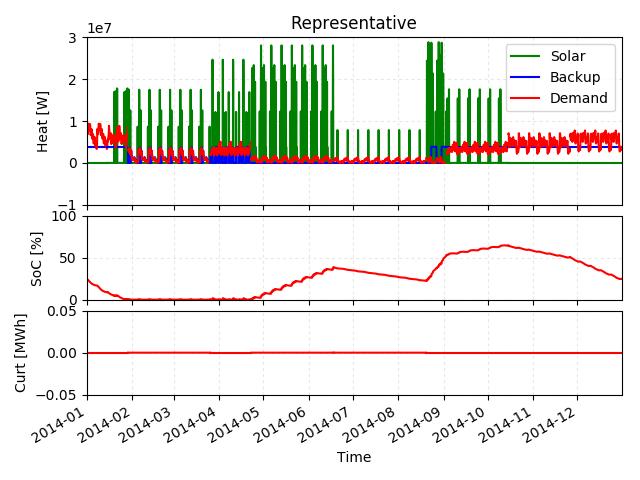 Representative
1e7
3
2
1
0
−1
Heat [W]
Solar
Backup
Demand
100
50
0
SoC [%]
0.05
0.00
−0.05
Curt [MWh]
2014-01
2014-02
2014-03
2014-04
2014-05
2014-06
2014-07
2014-08
2014-09
2014-10
2014-11
2014-12
Time